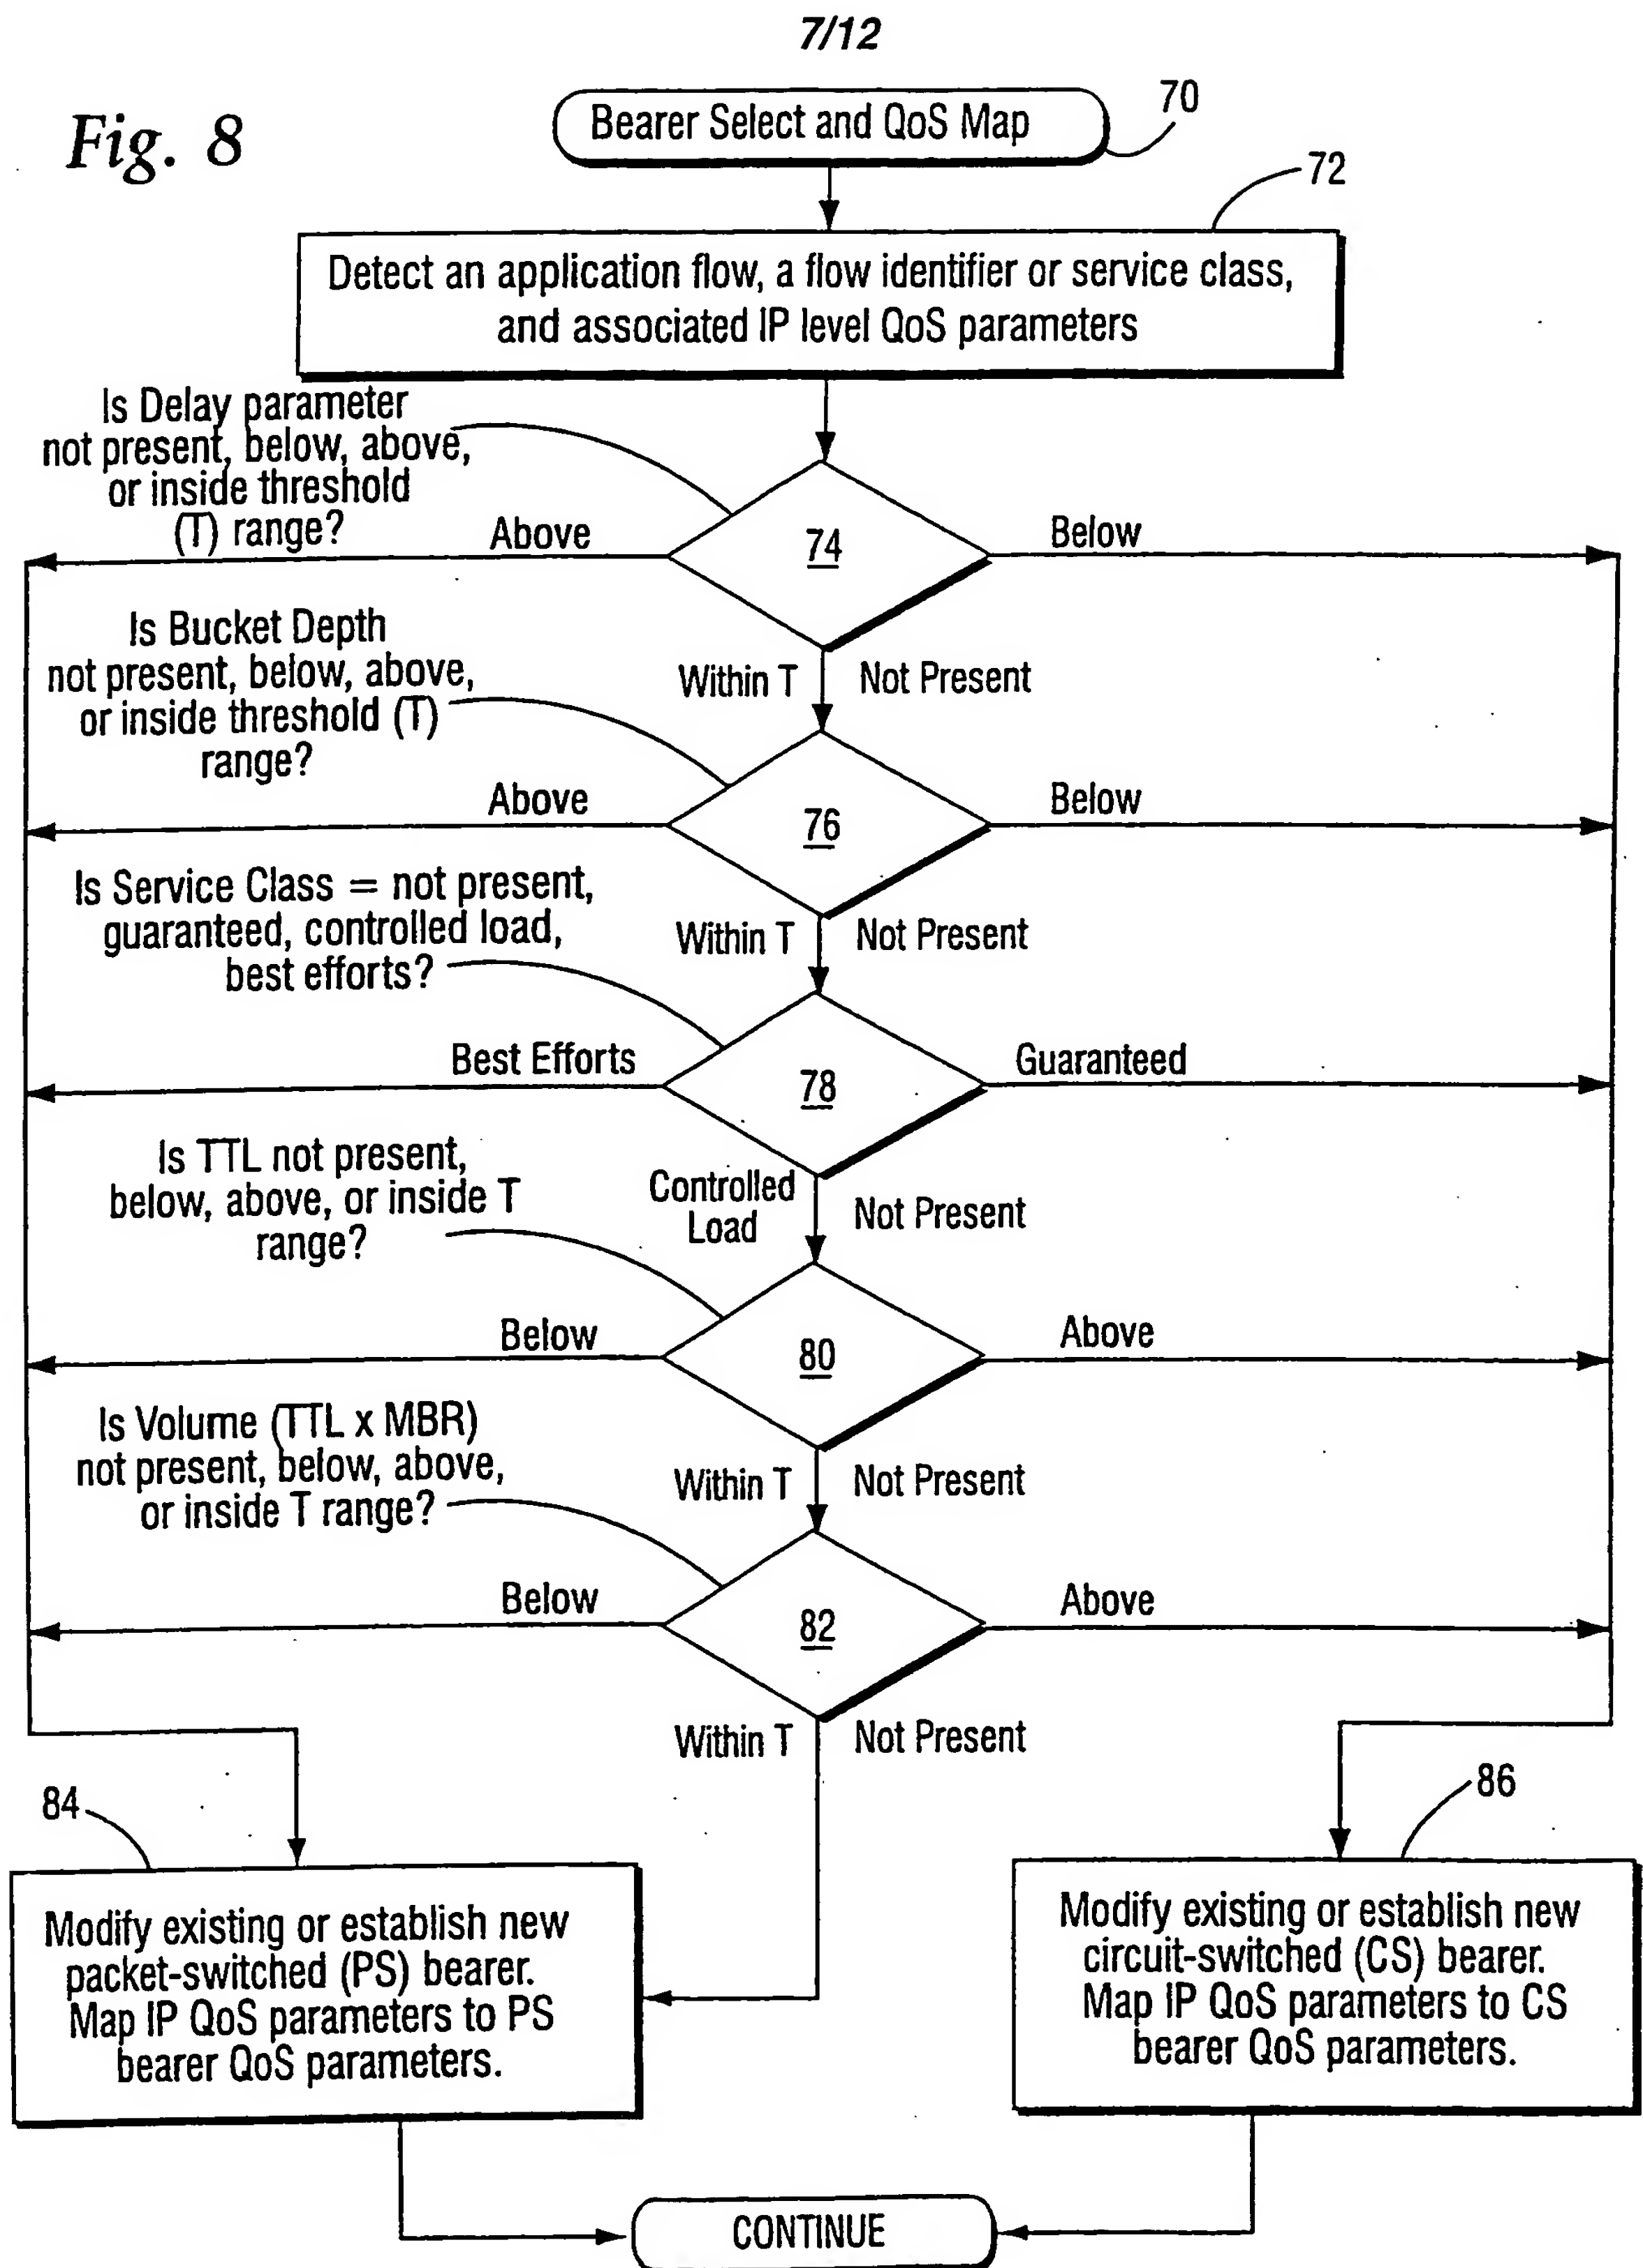 7/12
Fig. 8
Bearer Select and QoS Map
70
72
Detect an application flow, a flow identifier or service class,
and associated IP level QoS parameters
Is Delay parameter
not present, below, above,
or inside threshold
(T) range?
Above
74
Below
Within T
Not Present
Is Bucket Depth
not present, below, above,
or inside threshold (T)
range?
Above
76
Below
Within T
Not Present
Is Service Class = not present,
guaranteed, controlled load,
best efforts?
Best Efforts
78
Guaranteed
Controlled
Load
Not Present
Is TTL not present,
below, above, or inside T
range?
Below
80
Above
Within T
Not Present
Is Volume (TTL x MBR)
not present, below, above,
or inside T range?
Below
82
Above
Within T
Not Present
84
Modify existing or establish new
packet-switched (PS) bearer.
Map IP QoS parameters to PS
bearer QoS parameters.
86
Modify existing or establish new
circuit-switched (CS) bearer.
Map IP QoS parameters to CS
bearer QoS parameters.
CONTINUE